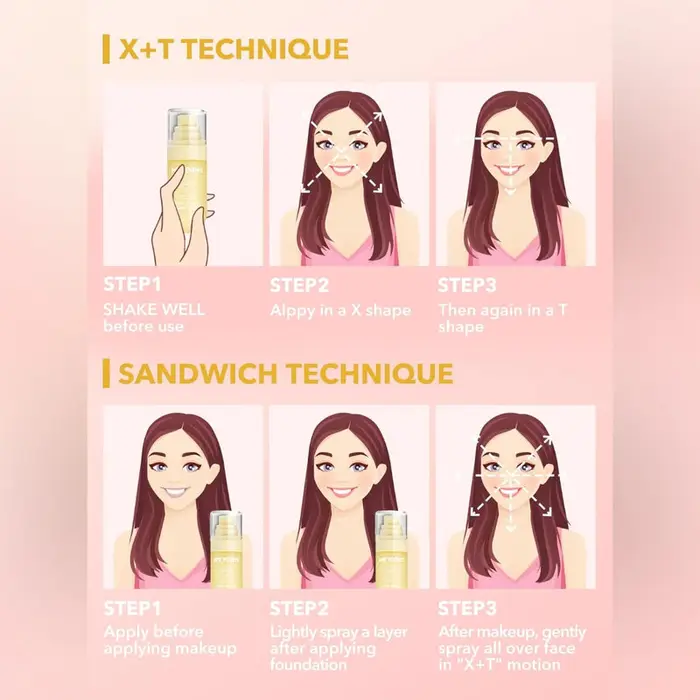 X+T TECHNIQUE
STEP1
SHAKE WELL
before use
STEP2
Alppy in a X shape
STEP3
Then again in a T
shape
SANDWICH TECHNIQUE
STEP1
Apply before
applying makeup
STEP2
Lightly spray a layer
after applying
foundation
STEP3
After makeup, gently
spray all over face
in "X+T" motion